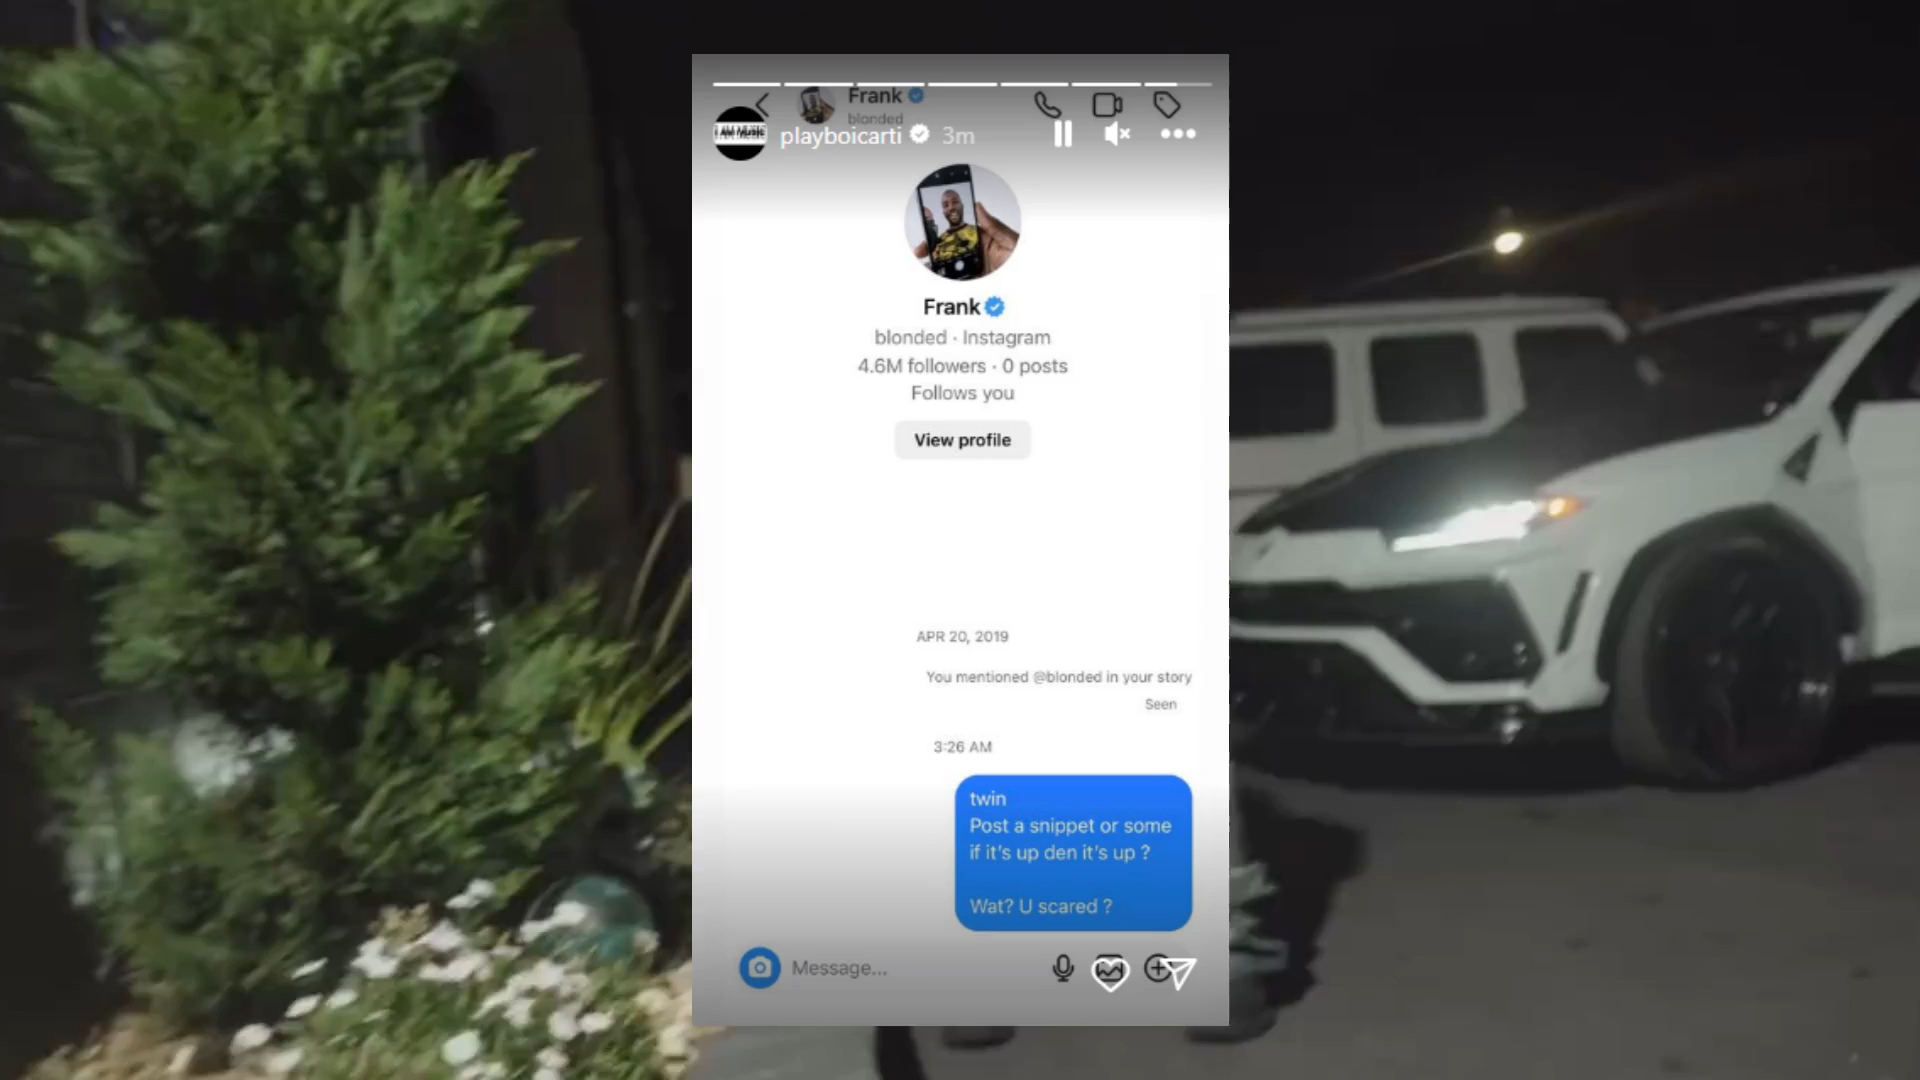 Frank
blonded
I AM MUSIC
playboicarti 3m
Frank
blonded · Instagram
4.6M followers · 0 posts
Follows you
View profile
APR 20, 2019
You mentioned @blonded in your story
Seen
3:26 AM
twin
Post a snippet or some
if it's up den it's up ?
Wat? U scared ?
Message...